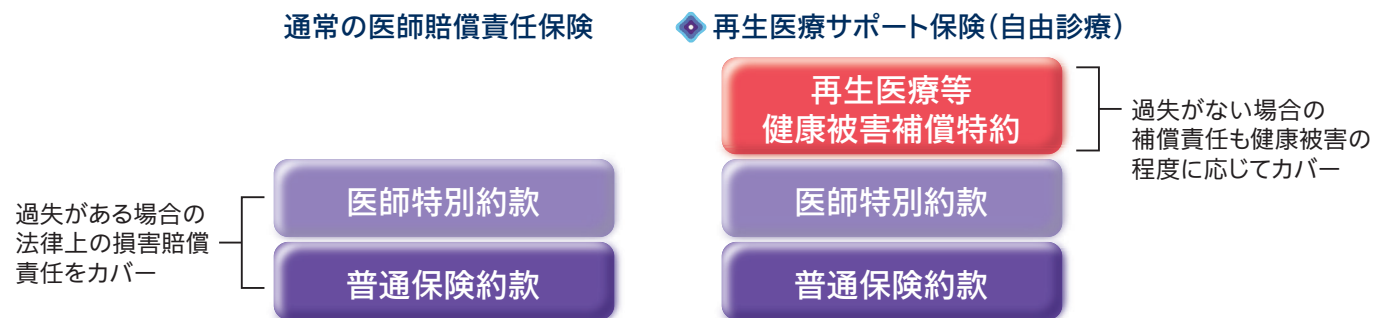 通常の医師賠償責任保険
再生医療サポート保険(自由診療)
再生医療等
健康被害補償特約
過失がない場合の
補償責任も健康被害の
程度に応じてカバー
過失がある場合の
法律上の損害賠償
責任をカバー
医師特別約款
普通保険約款
医師特別約款
普通保険約款